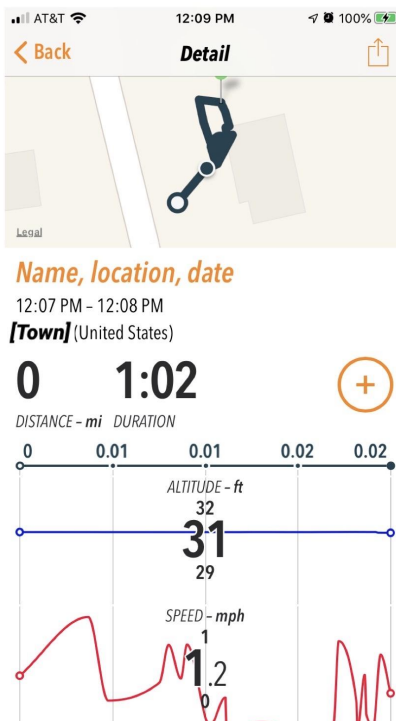 AT&T 12:09 PM 100%
Back Detail
Legal
Name, location, date
12:07 PM – 12:08 PM
[Town] (United States)
0 1:02
DISTANCE – mi DURATION
0 0.01 0.01 0.02 0.02
ALTITUDE – ft
32
31
29
SPEED – mph
1
1.2
0